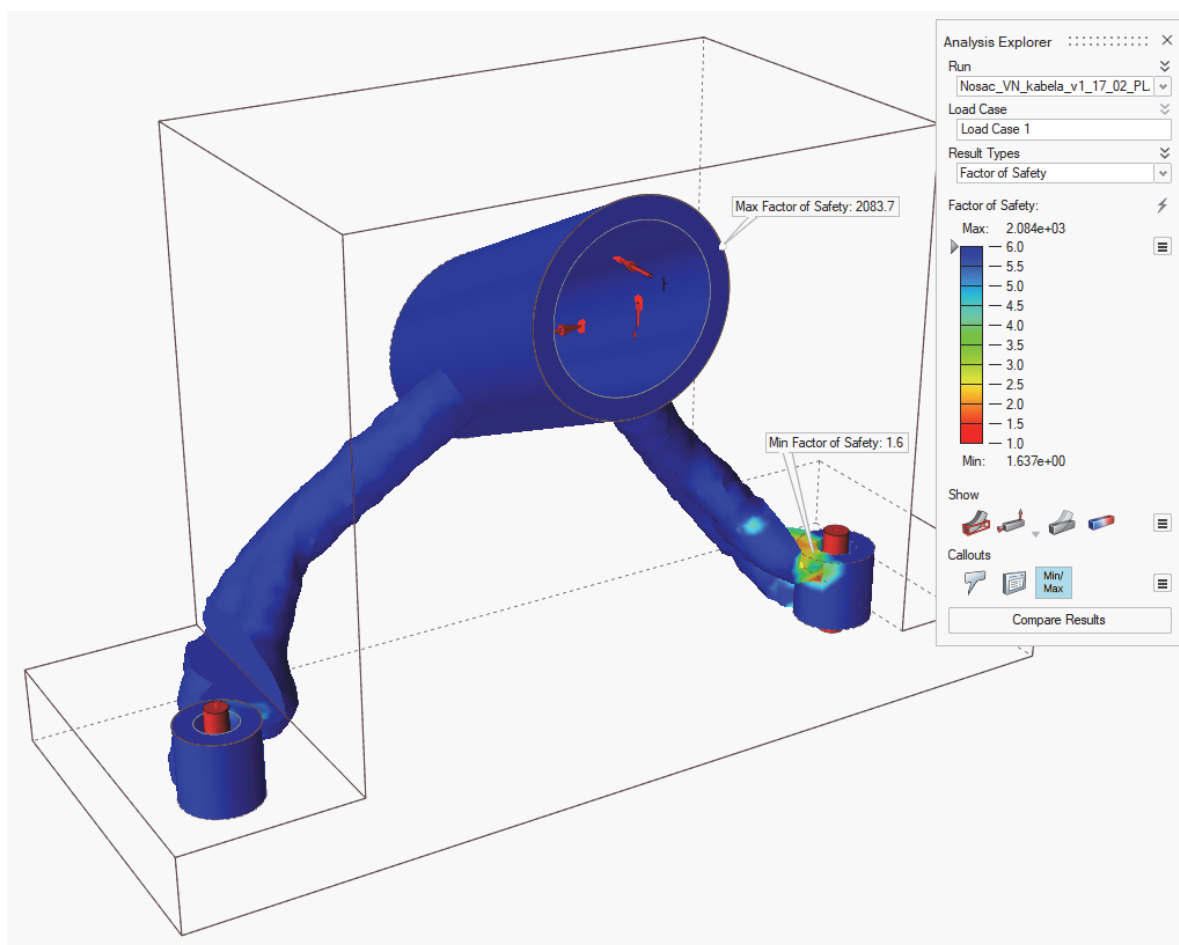 Analysis Explorer
Run
Nosac_VN_kabela_v1_17_02_PL
Load Case
Load Case 1
Result Types
Factor of Safety
Factor of Safety:
Max: 2.084e+03
6.0
5.5
5.0
4.5
4.0
3.5
3.0
2.5
2.0
1.5
1.0
Min: 1.637e+00
Show
Callouts
Min/
Max
Compare Results
Max Factor of Safety: 2083.7
Min Factor of Safety: 1.6